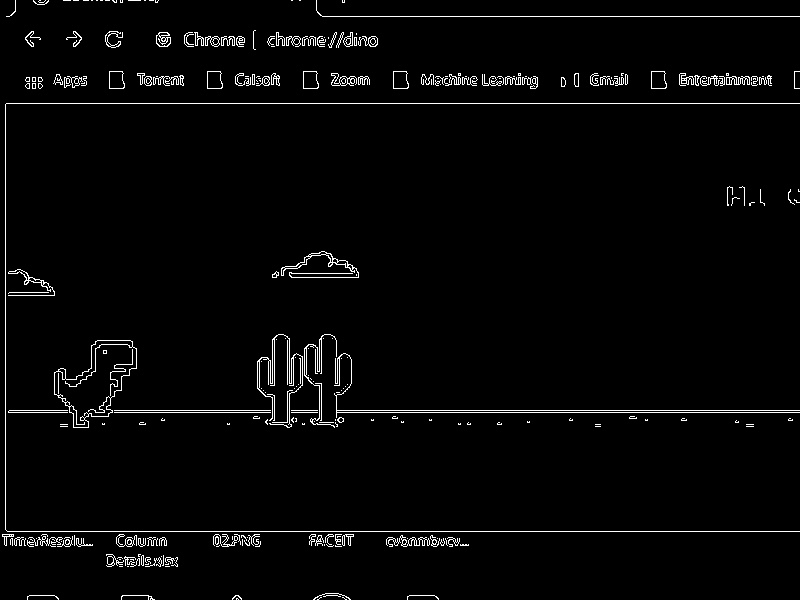 Chrome | chrome://dino
Apps Torrent Calsoft Zoom Machine Learning Gmail Entertainment
HI
TimerResolu... Column 02.PNG FACEIT cvbnmbvcv...
Details.xlsx